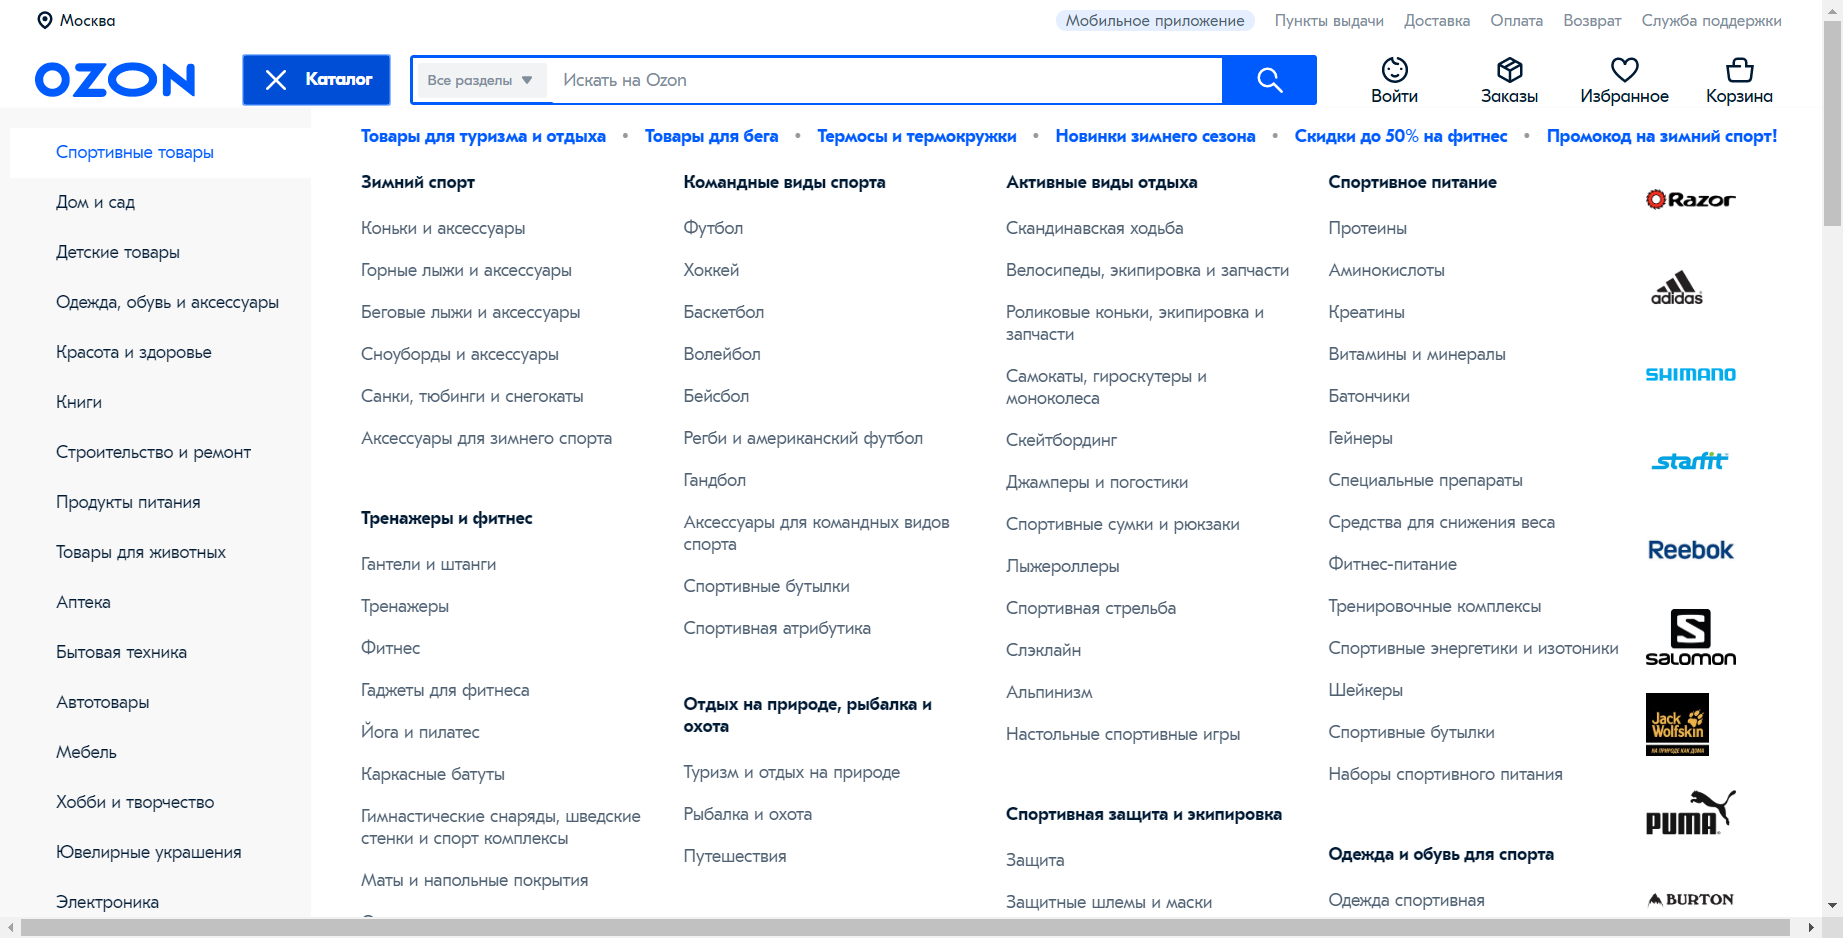 Москва
Мобильное приложение
Пункты выдачи
Доставка
Оплата
Возврат
Служба поддержки
OZON
Каталог
Все разделы
Искать на Ozon
Войти
Заказы
Избранное
Корзина
Спортивные товары
Дом и сад
Детские товары
Одежда, обувь и аксессуары
Красота и здоровье
Книги
Строительство и ремонт
Продукты питания
Товары для животных
Аптека
Бытовая техника
Автотовары
Мебель
Хобби и творчество
Ювелирные украшения
Электроника
Товары для туризма и отдыха • Товары для бега • Термосы и термокружки • Новинки зимнего сезона • Скидки до 50% на фитнес • Промокод на зимний спорт!
Зимний спорт
Коньки и аксессуары
Горные лыжи и аксессуары
Беговые лыжи и аксессуары
Сноуборды и аксессуары
Санки, тюбинги и снегокаты
Аксессуары для зимнего спорта
Тренажеры и фитнес
Гантели и штанги
Тренажеры
Фитнес
Гаджеты для фитнеса
Йога и пилатес
Каркасные батуты
Гимнастические снаряды, шведские
стенки и спорт комплексы
Маты и напольные покрытия
Командные виды спорта
Футбол
Хоккей
Баскетбол
Волейбол
Бейсбол
Регби и американский футбол
Гандбол
Аксессуары для командных видов
спорта
Спортивные бутылки
Спортивная атрибутика
Отдых на природе, рыбалка и
охота
Туризм и отдых на природе
Рыбалка и охота
Путешествия
Активные виды отдыха
Скандинавская ходьба
Велосипеды, экипировка и запчасти
Роликовые коньки, экипировка и
запчасти
Самокаты, гироскутеры и
моноколеса
Скейтбординг
Джамперы и погостики
Спортивные сумки и рюкзаки
Лыжероллеры
Спортивная стрельба
Слэклайн
Альпинизм
Настольные спортивные игры
Спортивная защита и экипировка
Защита
Защитные шлемы и маски
Спортивное питание
Протеины
Аминокислоты
Креатины
Витамины и минералы
Батончики
Гейнеры
Специальные препараты
Средства для снижения веса
Фитнес-питание
Тренировочные комплексы
Спортивные энергетики и изотоники
Шейкеры
Спортивные бутылки
Наборы спортивного питания
Одежда и обувь для спорта
Одежда спортивная
Razor
adidas
SHIMANO
starfit
Reebok
S
SALOMON
Jack
Wolfskin
НА ПРИРОДЕ КАК ДОМА
PUMA
BURTON